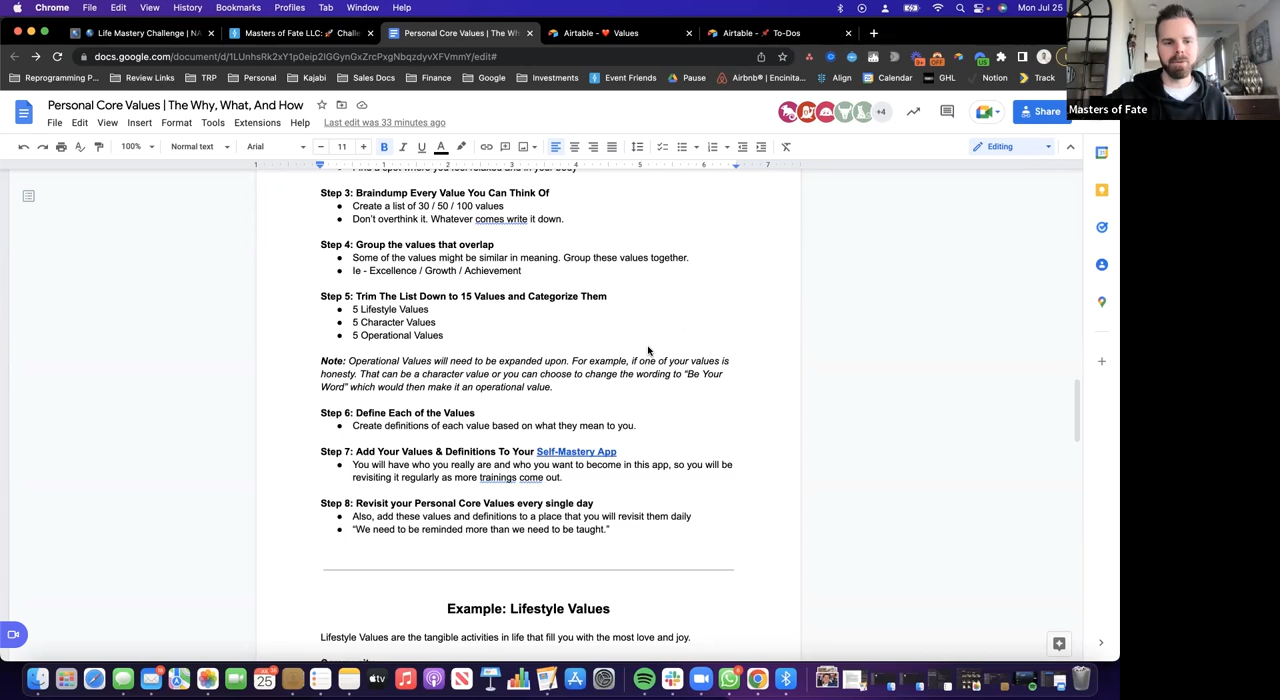 Chrome File Edit View History Bookmarks Profiles Tab Window Help Mon Jul 25
Life Mastery Challenge | NA
Masters of Fate LLC: 🚀 Challe
Personal Core Values | The Wh
Airtable - ❤️ Values
Airtable - 📌 To-Dos
docs.google.com/document/d/1LUnhsRk2xY1p0eip2lGGynGxZrcPxgNbqzdyvXFVmmY/edit#
Reprogramming P... Review Links TRP Personal Kajabi Sales Docs Finance Google Investments Event Friends Pause Airbnb® | Encinita... Align Calendar GHL Notion Track
Masters of Fate
Personal Core Values | The Why, What, And How
+4
Share
File Edit View Insert Format Tools Extensions Help Last edit was 33 minutes ago
100% Normal text Arial 11 Editing
Find a spot where you feel relaxed and in your body
Step 3: Braindump Every Value You Can Think Of
● Create a list of 30 / 50 / 100 values
● Don't overthink it. Whatever comes write it down.
Step 4: Group the values that overlap
● Some of the values might be similar in meaning. Group these values together.
● Ie - Excellence / Growth / Achievement
Step 5: Trim The List Down to 15 Values and Categorize Them
● 5 Lifestyle Values
● 5 Character Values
● 5 Operational Values
Note: Operational Values will need to be expanded upon. For example, if one of your values is
honesty. That can be a character value or you can choose to change the wording to "Be Your
Word" which would then make it an operational value.
Step 6: Define Each of the Values
● Create definitions of each value based on what they mean to you.
Step 7: Add Your Values & Definitions To Your Self-Mastery App
● You will have who you really are and who you want to become in this app, so you will be
revisiting it regularly as more trainings come out.
Step 8: Revisit your Personal Core Values every single day
● Also, add these values and definitions to a place that you will revisit them daily
● "We need to be reminded more than we need to be taught."
Example: Lifestyle Values
Lifestyle Values are the tangible activities in life that fill you with the most love and joy.